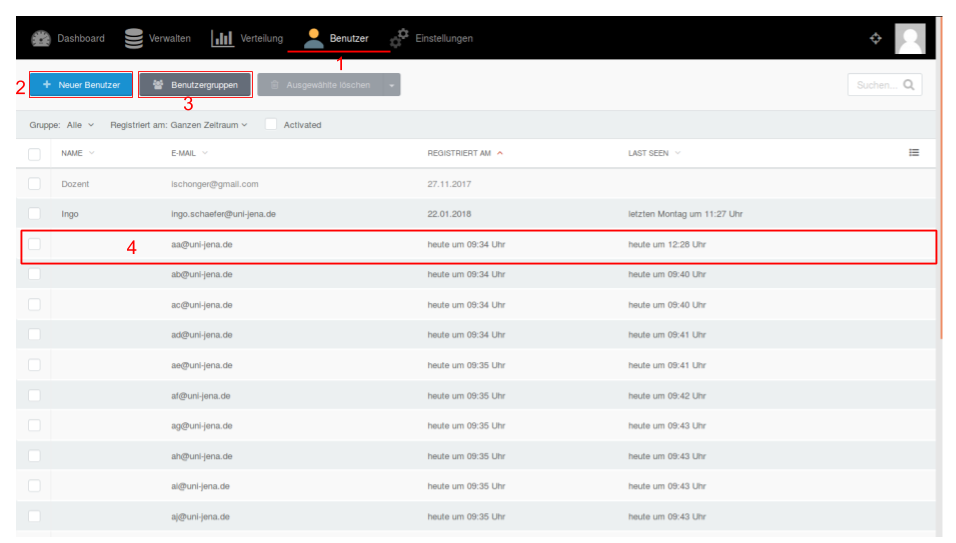 Dashboard Verwalten Verteilung Benutzer Einstellungen
1
2 + Neuer Benutzer Benutzergruppen Ausgewählte löschen Suchen...
3
Gruppe: Alle Registriert am: Ganzen Zeitraum Activated
NAME E-MAIL REGISTRIERT AM LAST SEEN
Dozent lschonger@gmail.com 27.11.2017
Ingo ingo.schaefer@uni-jena.de 22.01.2018 letzten Montag um 11:27 Uhr
4 aa@uni-jena.de heute um 09:34 Uhr heute um 12:28 Uhr
ab@uni-jena.de heute um 09:34 Uhr heute um 09:40 Uhr
ac@uni-jena.de heute um 09:34 Uhr heute um 09:40 Uhr
ad@uni-jena.de heute um 09:34 Uhr heute um 09:41 Uhr
ae@uni-jena.de heute um 09:35 Uhr heute um 09:41 Uhr
af@uni-jena.de heute um 09:35 Uhr heute um 09:42 Uhr
ag@uni-jena.de heute um 09:35 Uhr heute um 09:43 Uhr
ah@uni-jena.de heute um 09:35 Uhr heute um 09:43 Uhr
ai@uni-jena.de heute um 09:35 Uhr heute um 09:43 Uhr
aj@uni-jena.de heute um 09:35 Uhr heute um 09:43 Uhr